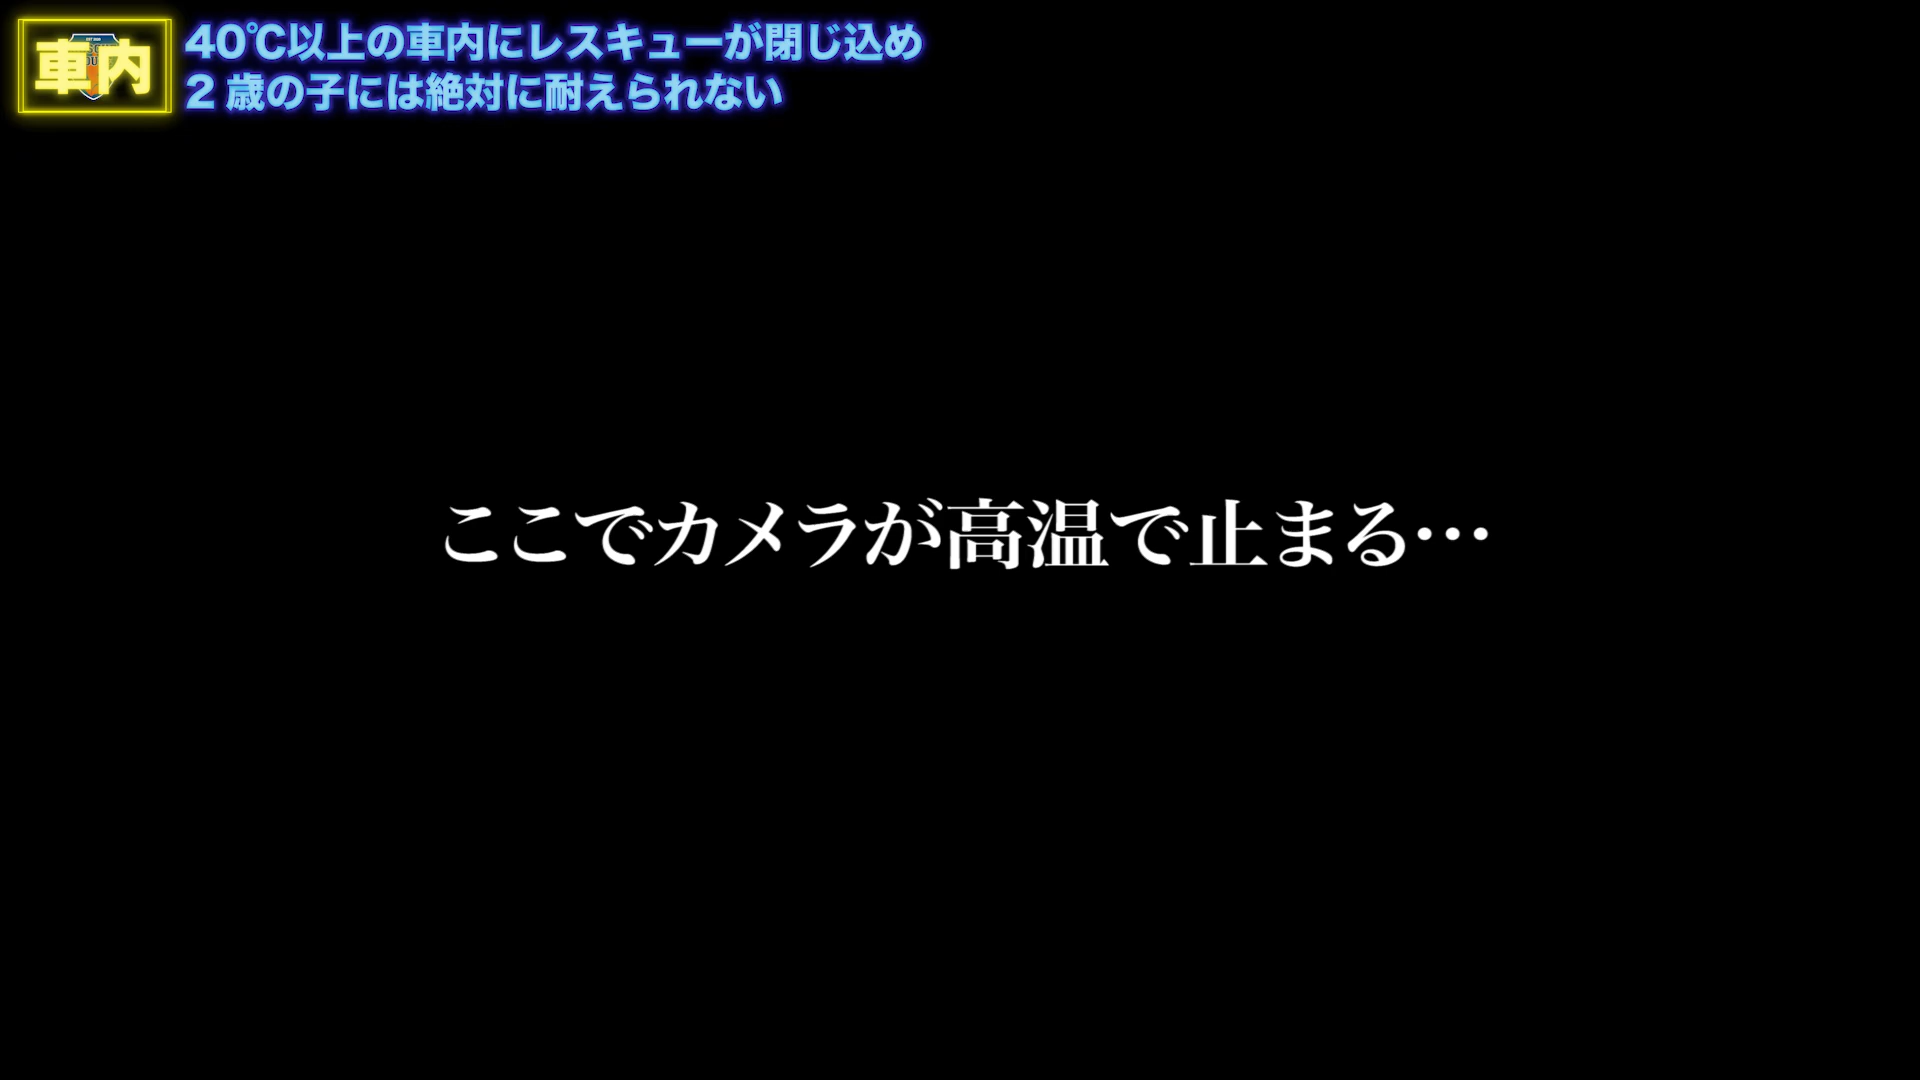 車内
40℃以上の車内にレスキューが閉じ込め
2歳の子には絶対に耐えられない
ここでカメラが高温で止まる…